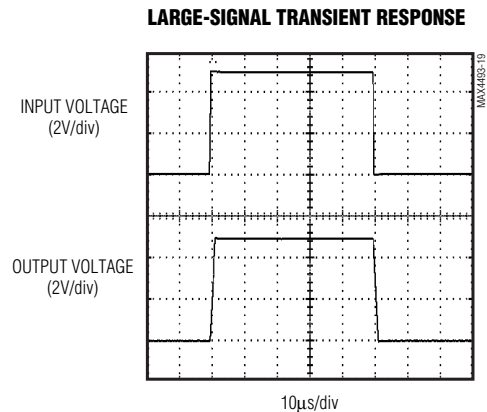 LARGE-SIGNAL TRANSIENT RESPONSE
MAX4493-19
INPUT VOLTAGE
(2V/div)
OUTPUT VOLTAGE
(2V/div)
10µs/div